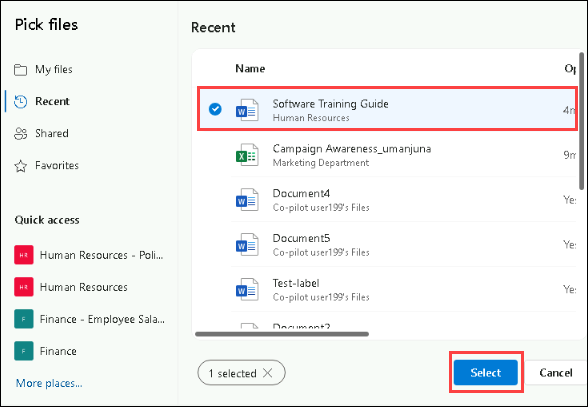 Pick files
My files
Recent
Shared
Favorites
Quick access
HR Human Resources - Poli...
HR Human Resources
F Finance - Employee Sala...
F Finance
More places...
Recent
Name Op
Software Training Guide 4m
Human Resources
Campaign Awareness_umanjuna 9m
Marketing Department
Document4 Yes
Co-pilot user199's Files
Document5 Yes
Co-pilot user199's Files
Test-label Yes
Co-pilot user199's Files
Document2
1 selected
Select
Cancel